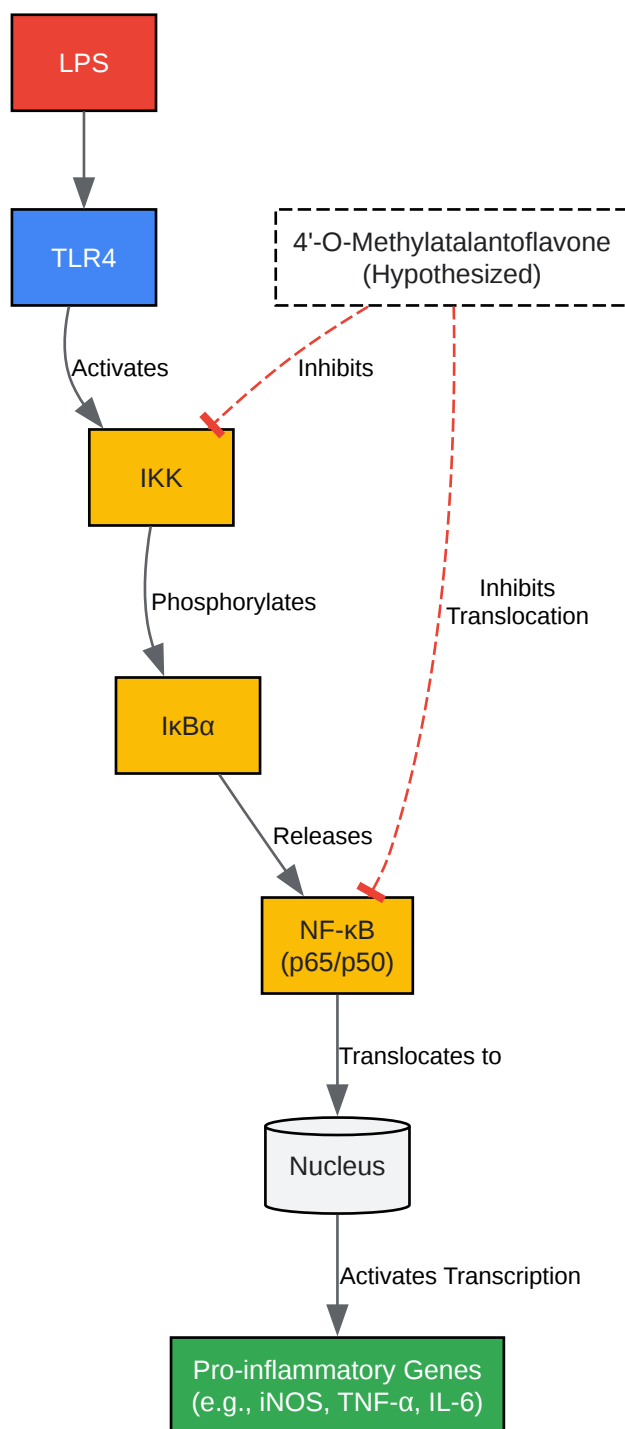 LPS
TLR4
4'-O-Methylatalantoflavone
(Hypothesized)
Activates
Inhibits
IKK
Phosphorylates
Inhibits
Translocation
IκBα
Releases
NF-κB
(p65/p50)
Translocates to
Nucleus
Activates Transcription
Pro-inflammatory Genes
(e.g., iNOS, TNF-α, IL-6)